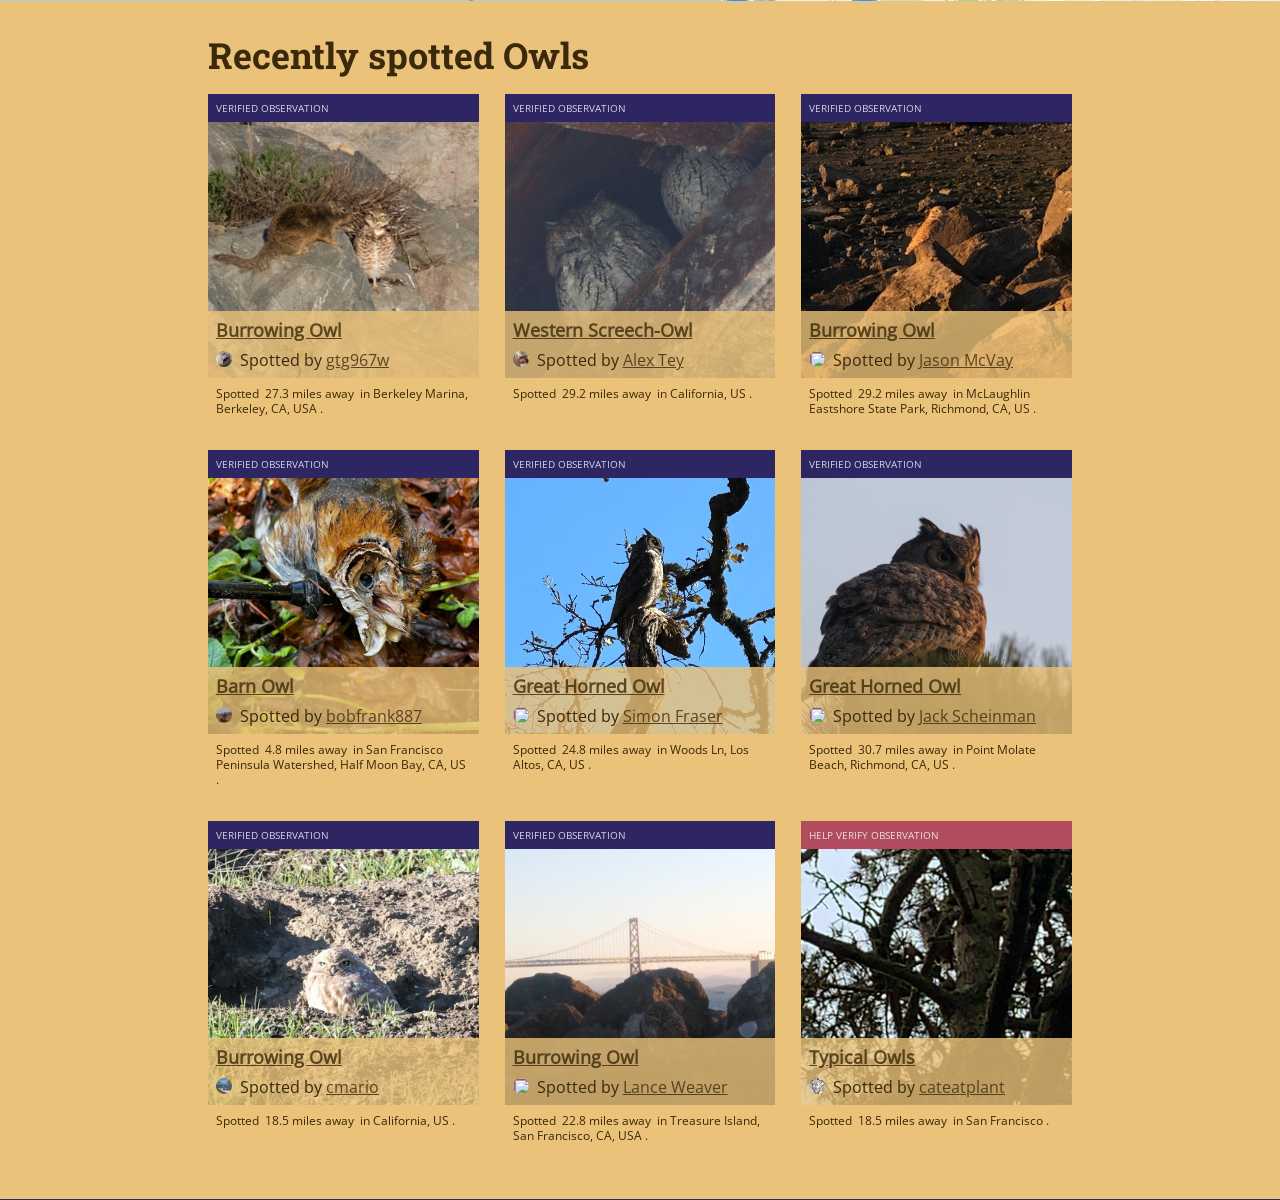 Recently spotted Owls
VERIFIED OBSERVATION
Burrowing Owl
Spotted by gtg967w
Spotted 27.3 miles away in Berkeley Marina,
Berkeley, CA, USA .
VERIFIED OBSERVATION
Western Screech-Owl
Spotted by Alex Tey
Spotted 29.2 miles away in California, US .
VERIFIED OBSERVATION
Burrowing Owl
Spotted by Jason McVay
Spotted 29.2 miles away in McLaughlin
Eastshore State Park, Richmond, CA, US .
VERIFIED OBSERVATION
Barn Owl
Spotted by bobfrank887
Spotted 4.8 miles away in San Francisco
Peninsula Watershed, Half Moon Bay, CA, US
.
VERIFIED OBSERVATION
Great Horned Owl
Spotted by Simon Fraser
Spotted 24.8 miles away in Woods Ln, Los
Altos, CA, US .
VERIFIED OBSERVATION
Great Horned Owl
Spotted by Jack Scheinman
Spotted 30.7 miles away in Point Molate
Beach, Richmond, CA, US .
VERIFIED OBSERVATION
Burrowing Owl
Spotted by cmario
Spotted 18.5 miles away in California, US .
VERIFIED OBSERVATION
Burrowing Owl
Spotted by Lance Weaver
Spotted 22.8 miles away in Treasure Island,
San Francisco, CA, USA .
HELP VERIFY OBSERVATION
Typical Owls
Spotted by cateatplant
Spotted 18.5 miles away in San Francisco .